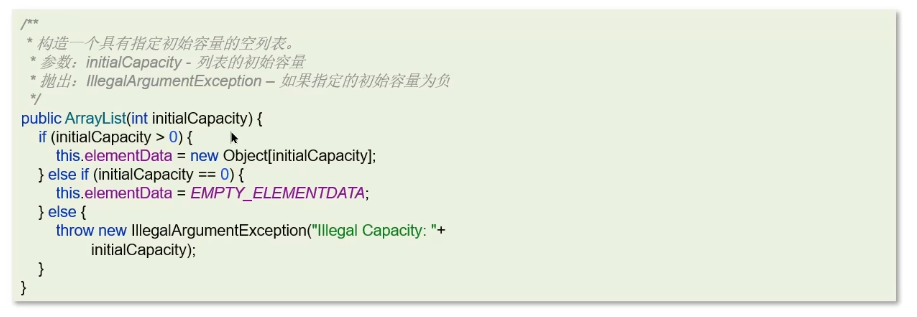 /**
* 构造一个具有指定初始容量的空列表。
* 参数：initialCapacity - 列表的初始容量
* 抛出：IllegalArgumentException – 如果指定的初始容量为负
*/
public ArrayList(int initialCapacity) {
if (initialCapacity > 0) {
this.elementData = new Object[initialCapacity];
} else if (initialCapacity == 0) {
this.elementData = EMPTY_ELEMENTDATA;
} else {
throw new IllegalArgumentException("Illegal Capacity: "+
initialCapacity);
}
}